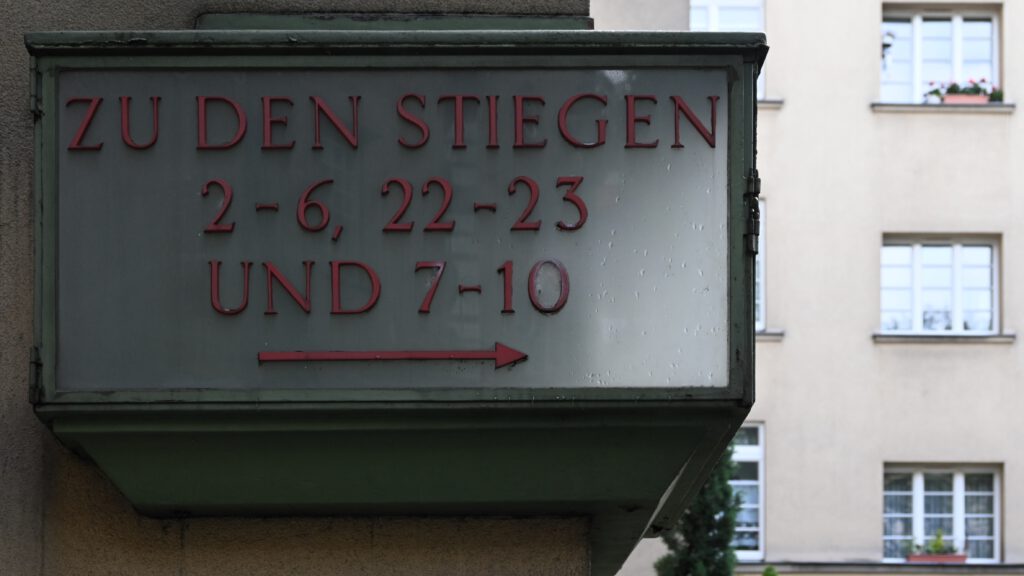 ZU DEN STIEGEN
2-6, 22-23
UND 7-10